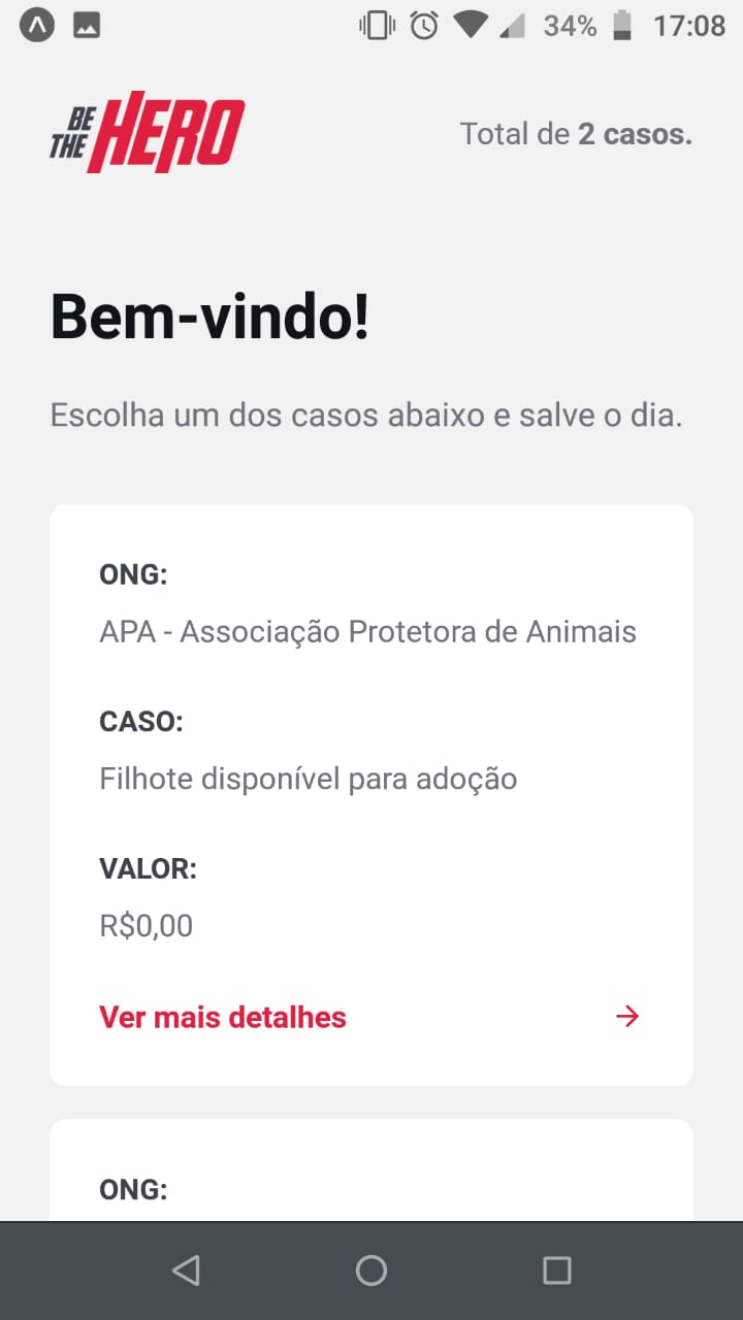 34% 17:08
BE THE HERO
Total de 2 casos.
Bem-vindo!
Escolha um dos casos abaixo e salve o dia.
ONG:
APA - Associação Protetora de Animais
CASO:
Filhote disponível para adoção
VALOR:
R$0,00
Ver mais detalhes
ONG: